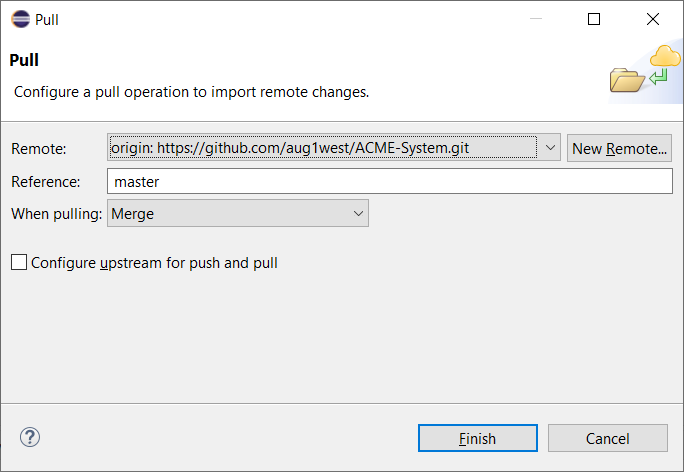 Pull
Pull
Configure a pull operation to import remote changes.
Remote: origin: https://github.com/aug1west/ACME-System.git New Remote...
Reference: master
When pulling: Merge
Configure upstream for push and pull
? Finish Cancel